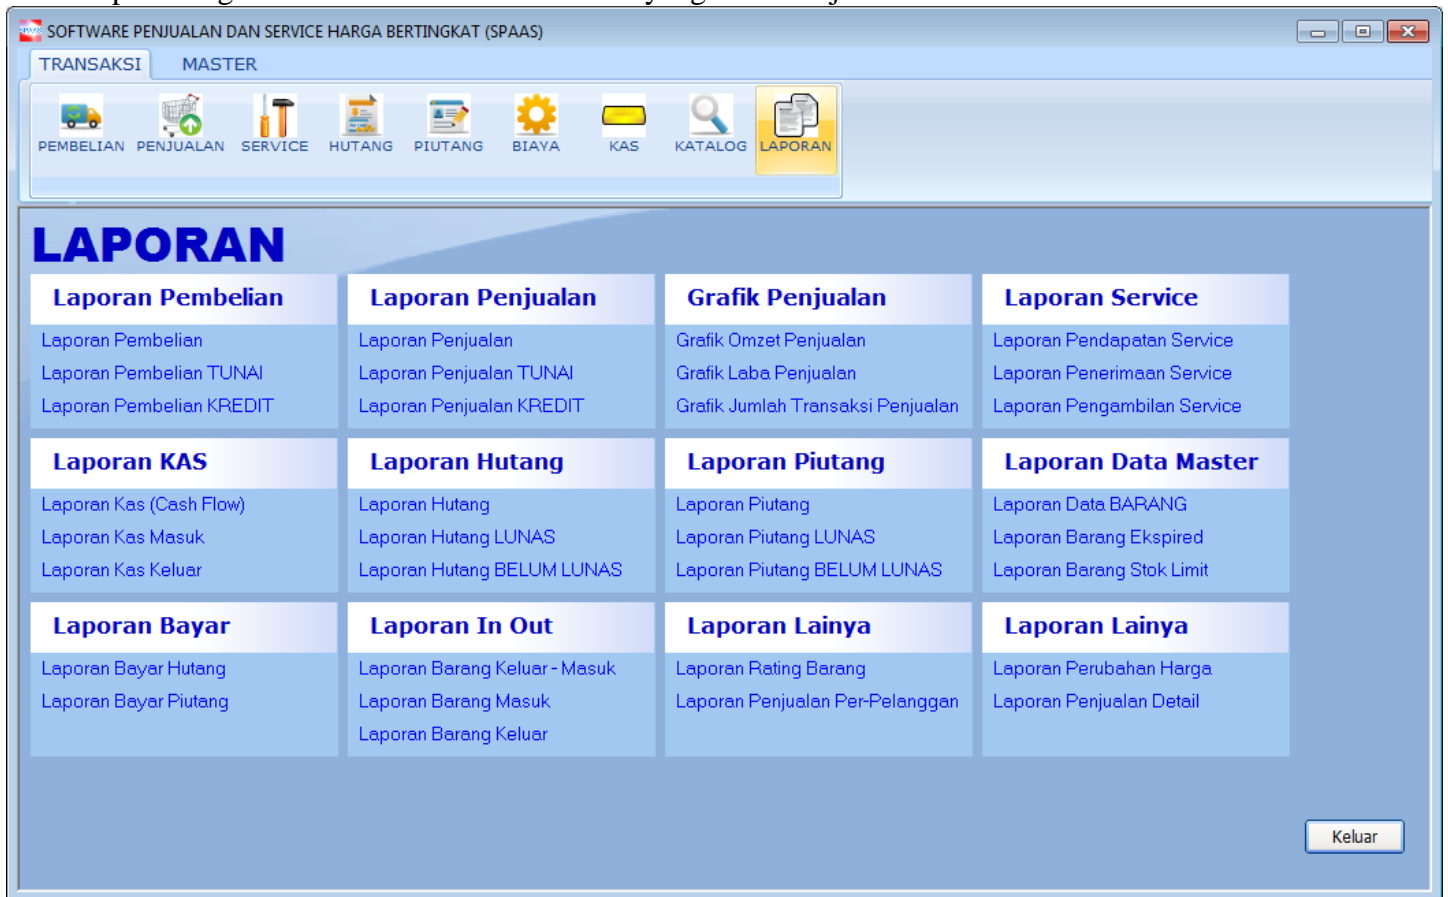 SOFTWARE PENJUALAN DAN SERVICE HARGA BERTINGKAT (SPAAS)
TRANSAKSI MASTER
PEMBELIAN PENJUALAN SERVICE HUTANG PIUTANG BIAYA KAS KATALOG LAPORAN
LAPORAN
Laporan Pembelian
Laporan Pembelian
Laporan Pembelian TUNAI
Laporan Pembelian KREDIT
Laporan Penjualan
Laporan Penjualan
Laporan Penjualan TUNAI
Laporan Penjualan KREDIT
Grafik Penjualan
Grafik Omzet Penjualan
Grafik Laba Penjualan
Grafik Jumlah Transaksi Penjualan
Laporan Service
Laporan Pendapatan Service
Laporan Penerimaan Service
Laporan Pengambilan Service
Laporan KAS
Laporan Kas (Cash Flow)
Laporan Kas Masuk
Laporan Kas Keluar
Laporan Hutang
Laporan Hutang
Laporan Hutang LUNAS
Laporan Hutang BELUM LUNAS
Laporan Piutang
Laporan Piutang
Laporan Piutang LUNAS
Laporan Piutang BELUM LUNAS
Laporan Data Master
Laporan Data BARANG
Laporan Barang Ekspired
Laporan Barang Stok Limit
Laporan Bayar
Laporan Bayar Hutang
Laporan Bayar Piutang
Laporan In Out
Laporan Barang Keluar - Masuk
Laporan Barang Masuk
Laporan Barang Keluar
Laporan Lainya
Laporan Rating Barang
Laporan Penjualan Per-Pelanggan
Laporan Lainya
Laporan Perubahan Harga
Laporan Penjualan Detail
Keluar